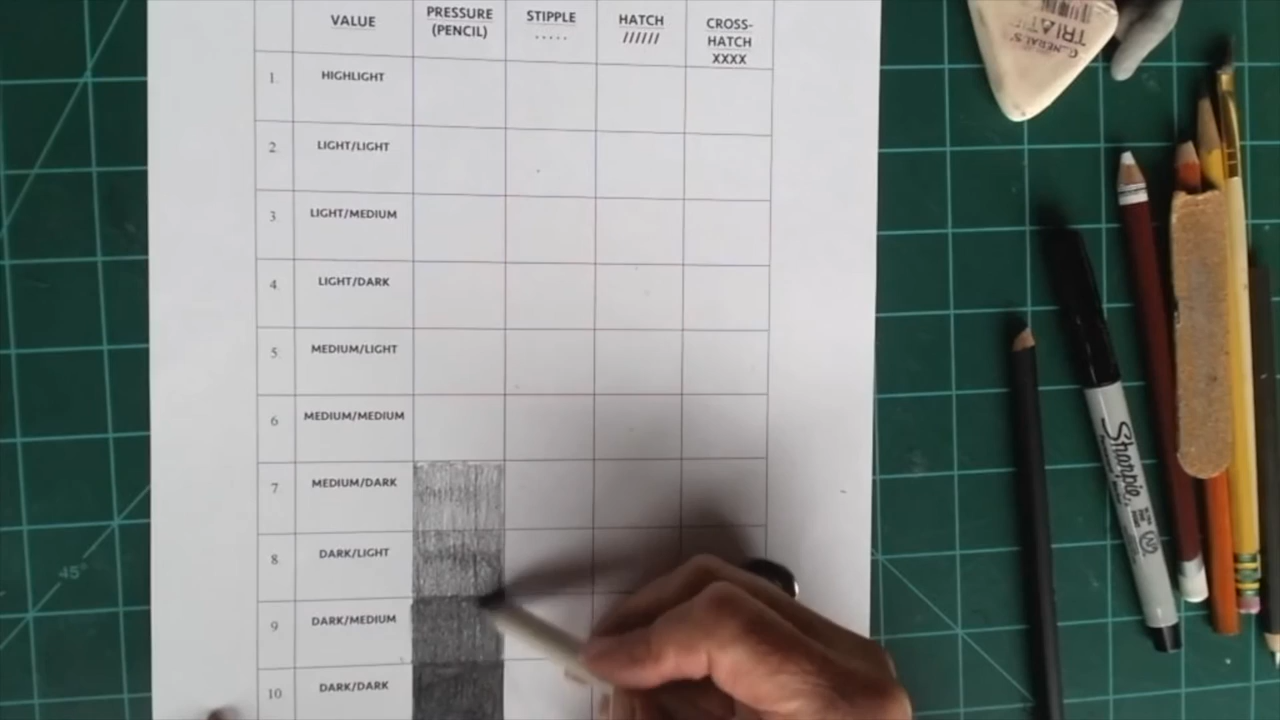 VALUE
PRESSURE
(PENCIL)
STIPPLE
.....
HATCH
//////
CROSS-
HATCH
XXXX
1. HIGHLIGHT
2. LIGHT/LIGHT
3. LIGHT/MEDIUM
4. LIGHT/DARK
5. MEDIUM/LIGHT
6 MEDIUM/MEDIUM
7 MEDIUM/DARK
8 DARK/LIGHT
9 DARK/MEDIUM
10 DARK/DARK
TRI
Sharpie
45°